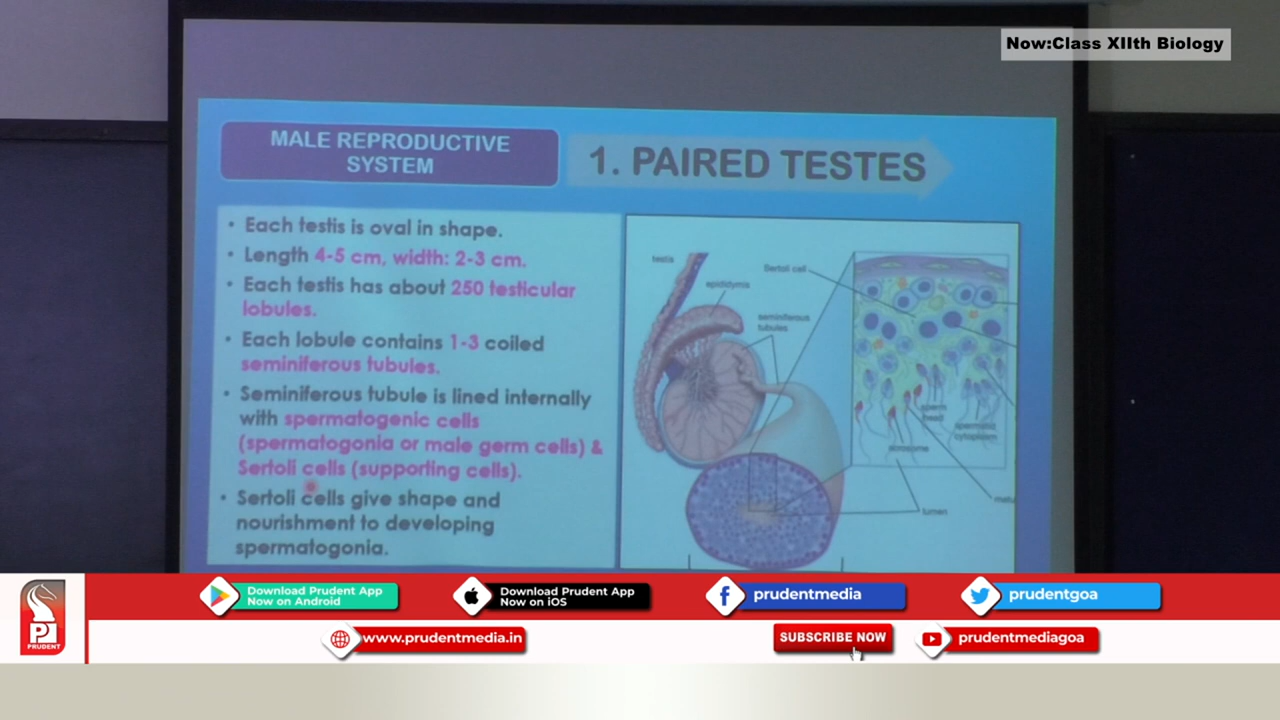 Now:Class XIIth Biology
MALE REPRODUCTIVE
SYSTEM
1. PAIRED TESTES
• Each testis is oval in shape.
• Length 4-5 cm, width: 2-3 cm.
• Each testis has about 250 testicular
lobules.
• Each lobule contains 1-3 coiled
seminiferous tubules.
• Seminiferous tubule is lined internally
with spermatogenic cells
(spermatogonia or male germ cells) &
Sertoli cells (supporting cells).
• Sertoli cells give shape and
nourishment to developing
spermatogonia.
testis
Sertoli cell
epididymis
seminiferous
tubules
sperm
head
spermatid
cytoplasm
acrosome
lumen
Download Prudent App
Now on Android
Download Prudent App
Now on iOS
prudentmedia
prudentgoa
PRUDENT
www.prudentmedia.in
SUBSCRIBE NOW
prudentmediagoa